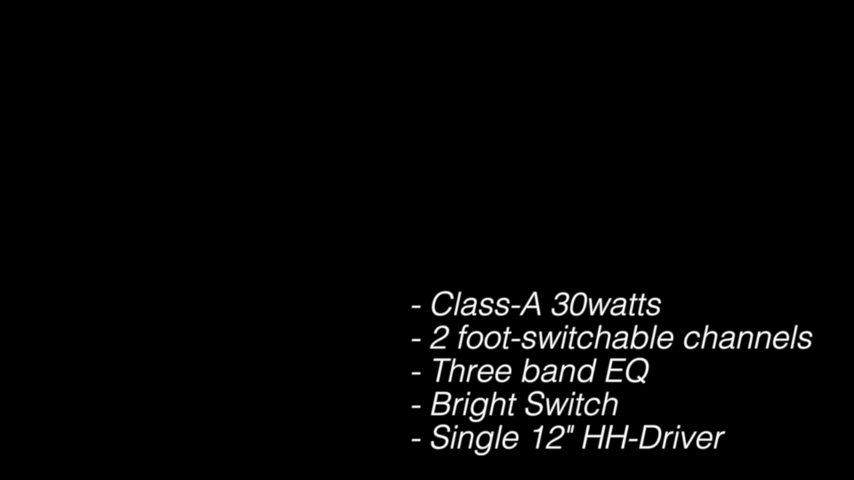 - Class-A 30watts
- 2 foot-switchable channels
- Three band EQ
- Bright Switch
- Single 12" HH-Driver